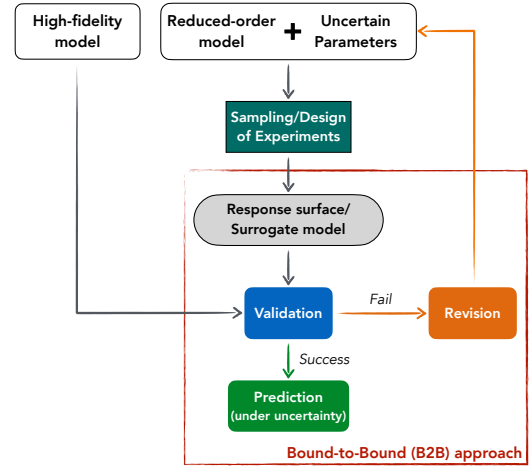 High-fidelity
model
Reduced-order
model
+
Uncertain
Parameters
Sampling/Design
of Experiments
Response surface/
Surrogate model
Validation
Fail
Revision
Success
Prediction
(under uncertainty)
Bound-to-Bound (B2B) approach